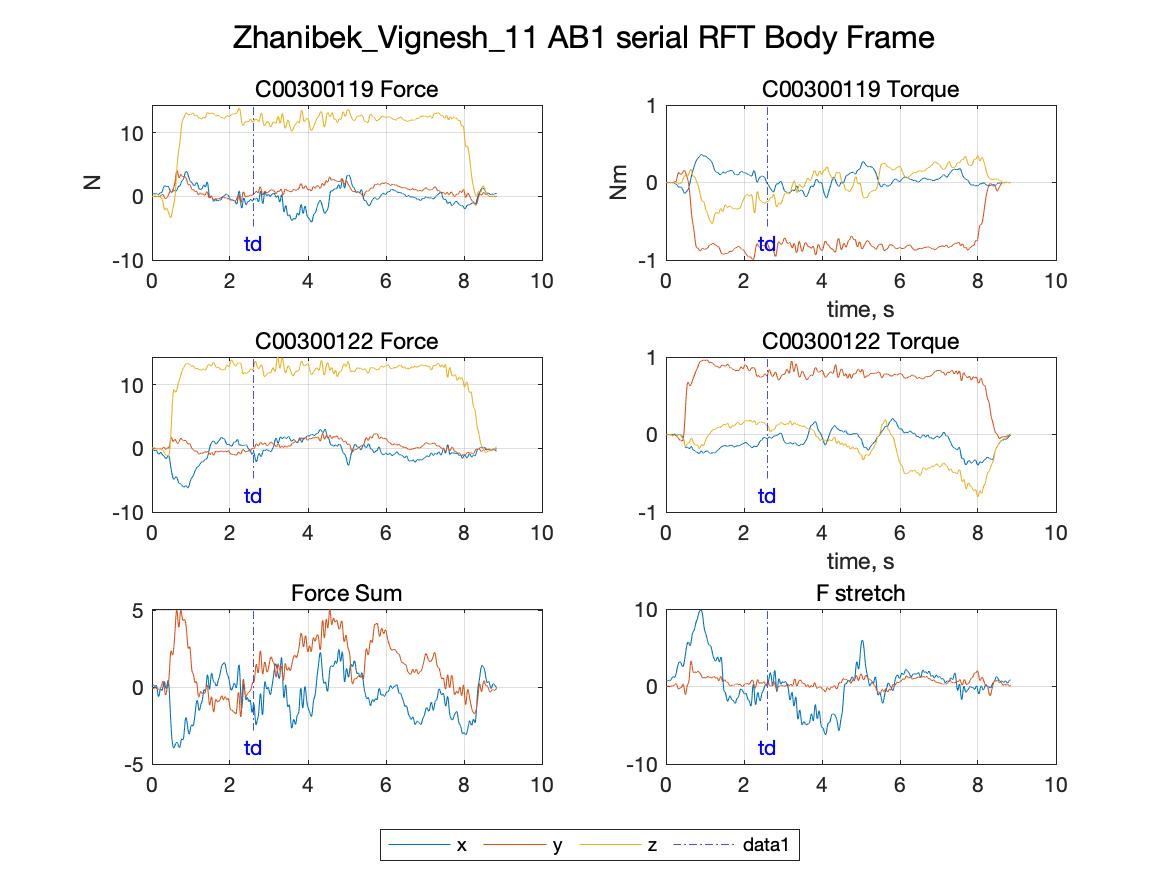 Zhanibek_Vignesh_11 AB1 serial RFT Body Frame
C00300119 Force
N
10
0
-10
td
0 2 4 6 8 10
C00300119 Torque
Nm
1
0
-1
td
0 2 4 6 8 10
time, s
C00300122 Force
10
0
-10
td
0 2 4 6 8 10
C00300122 Torque
1
0
-1
td
0 2 4 6 8 10
time, s
Force Sum
5
0
-5
td
0 2 4 6 8 10
F stretch
10
0
-10
td
0 2 4 6 8 10
x y z data1